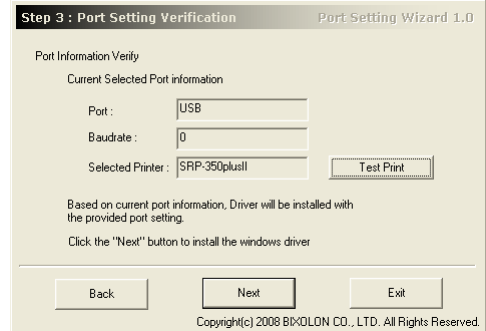 Step 3 : Port Setting Verification Port Setting Wizard 1.0
Port Information Verify
Current Selected Port information
Port : USB
Baudrate : 0
Selected Printer : SRP-350plusII Test Print
Based on current port information, Driver will be installed with
the provided port setting.
Click the "Next" button to install the windows driver
Back Next Exit
Copyright(c) 2008 BIXOLON CO., LTD. All Rights Reserved.